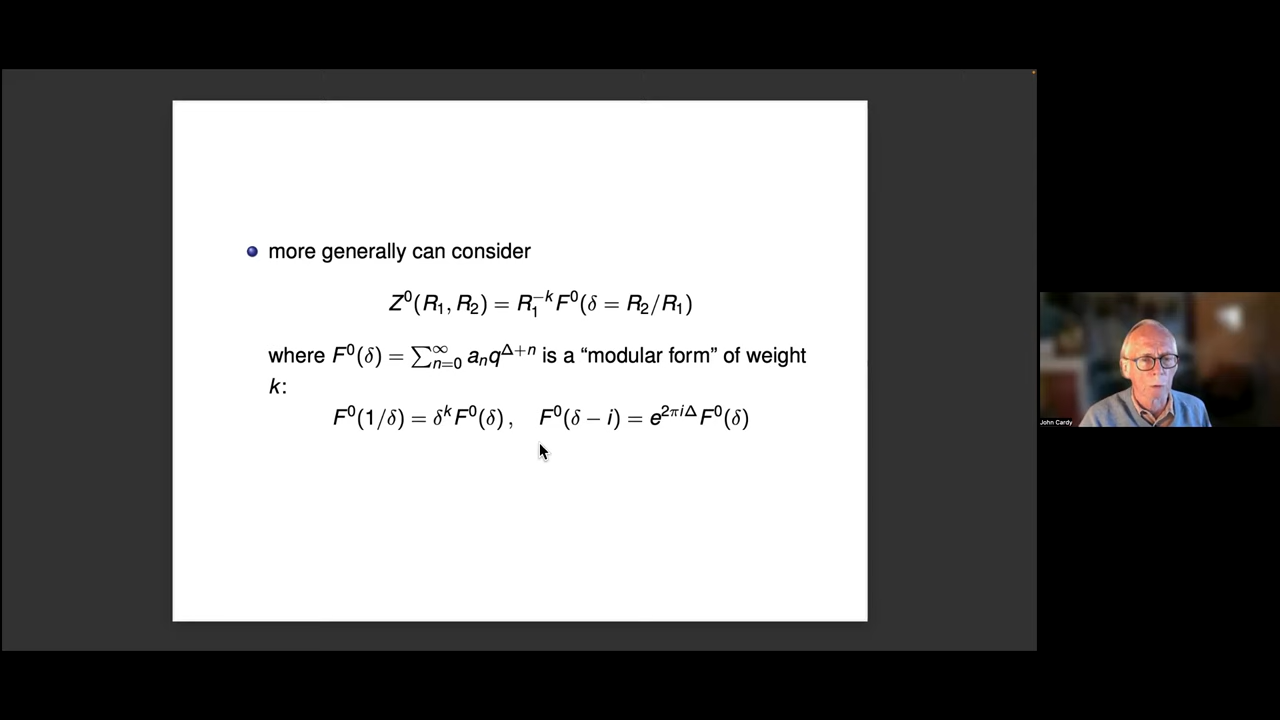 more generally can consider
Z⁰(R₁, R₂) = R₁⁻ᵏF⁰(δ = R₂/R₁)
where F⁰(δ) = ∑ₙ₌₀^∞ aₙq^{Δ+n} is a “modular form” of weight
k:
F⁰(1/δ) = δᵏF⁰(δ) ,   F⁰(δ − i) = e^{2πiΔ}F⁰(δ)
John Cardy